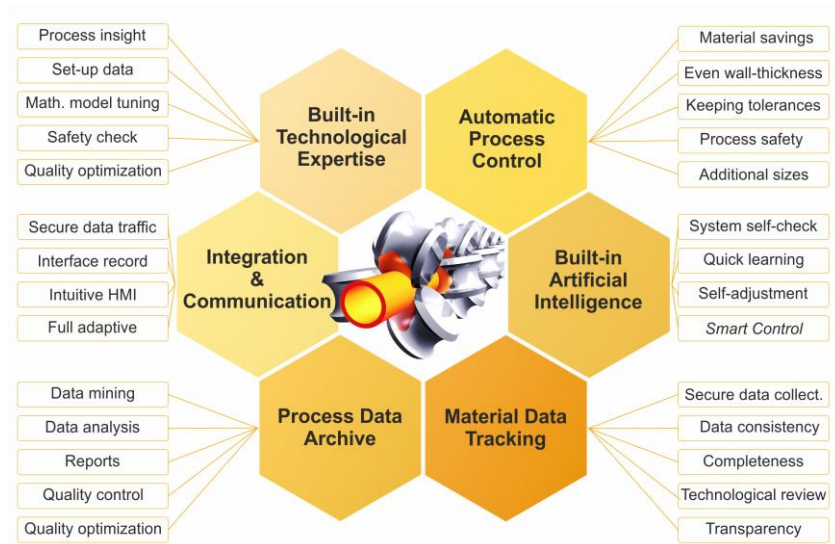 Process insight
Set-up data
Math. model tuning
Safety check
Quality optimization
Built-in
Technological
Expertise
Automatic
Process
Control
Material savings
Even wall-thickness
Keeping tolerances
Process safety
Additional sizes
Secure data traffic
Interface record
Intuitive HMI
Full adaptive
Integration
&
Communication
Built-in
Artificial
Intelligence
System self-check
Quick learning
Self-adjustment
Smart Control
Data mining
Data analysis
Reports
Quality control
Quality optimization
Process Data
Archive
Material Data
Tracking
Secure data collect.
Data consistency
Completeness
Technological review
Transparency